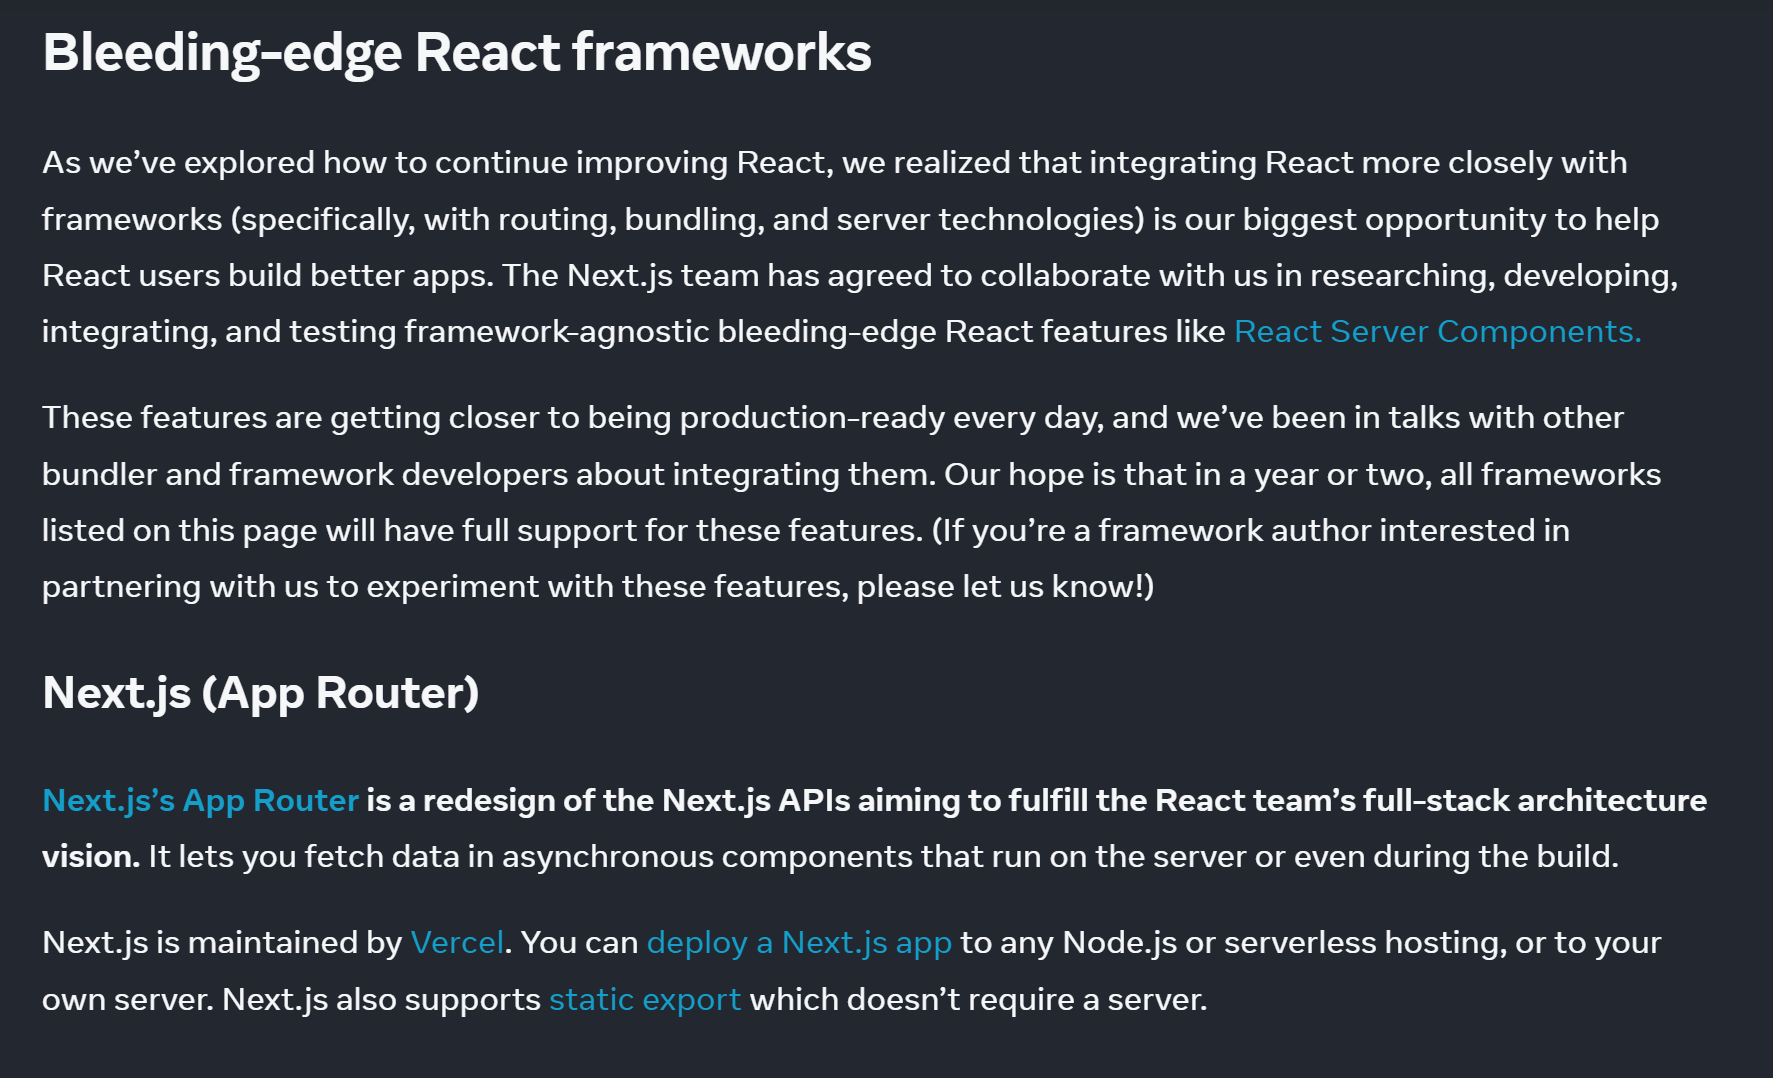 Bleeding-edge React frameworks
As we’ve explored how to continue improving React, we realized that integrating React more closely with
frameworks (specifically, with routing, bundling, and server technologies) is our biggest opportunity to help
React users build better apps. The Next.js team has agreed to collaborate with us in researching, developing,
integrating, and testing framework-agnostic bleeding-edge React features like React Server Components.
These features are getting closer to being production-ready every day, and we’ve been in talks with other
bundler and framework developers about integrating them. Our hope is that in a year or two, all frameworks
listed on this page will have full support for these features. (If you’re a framework author interested in
partnering with us to experiment with these features, please let us know!)
Next.js (App Router)
Next.js’s App Router is a redesign of the Next.js APIs aiming to fulfill the React team’s full-stack architecture
vision. It lets you fetch data in asynchronous components that run on the server or even during the build.
Next.js is maintained by Vercel. You can deploy a Next.js app to any Node.js or serverless hosting, or to your
own server. Next.js also supports static export which doesn’t require a server.